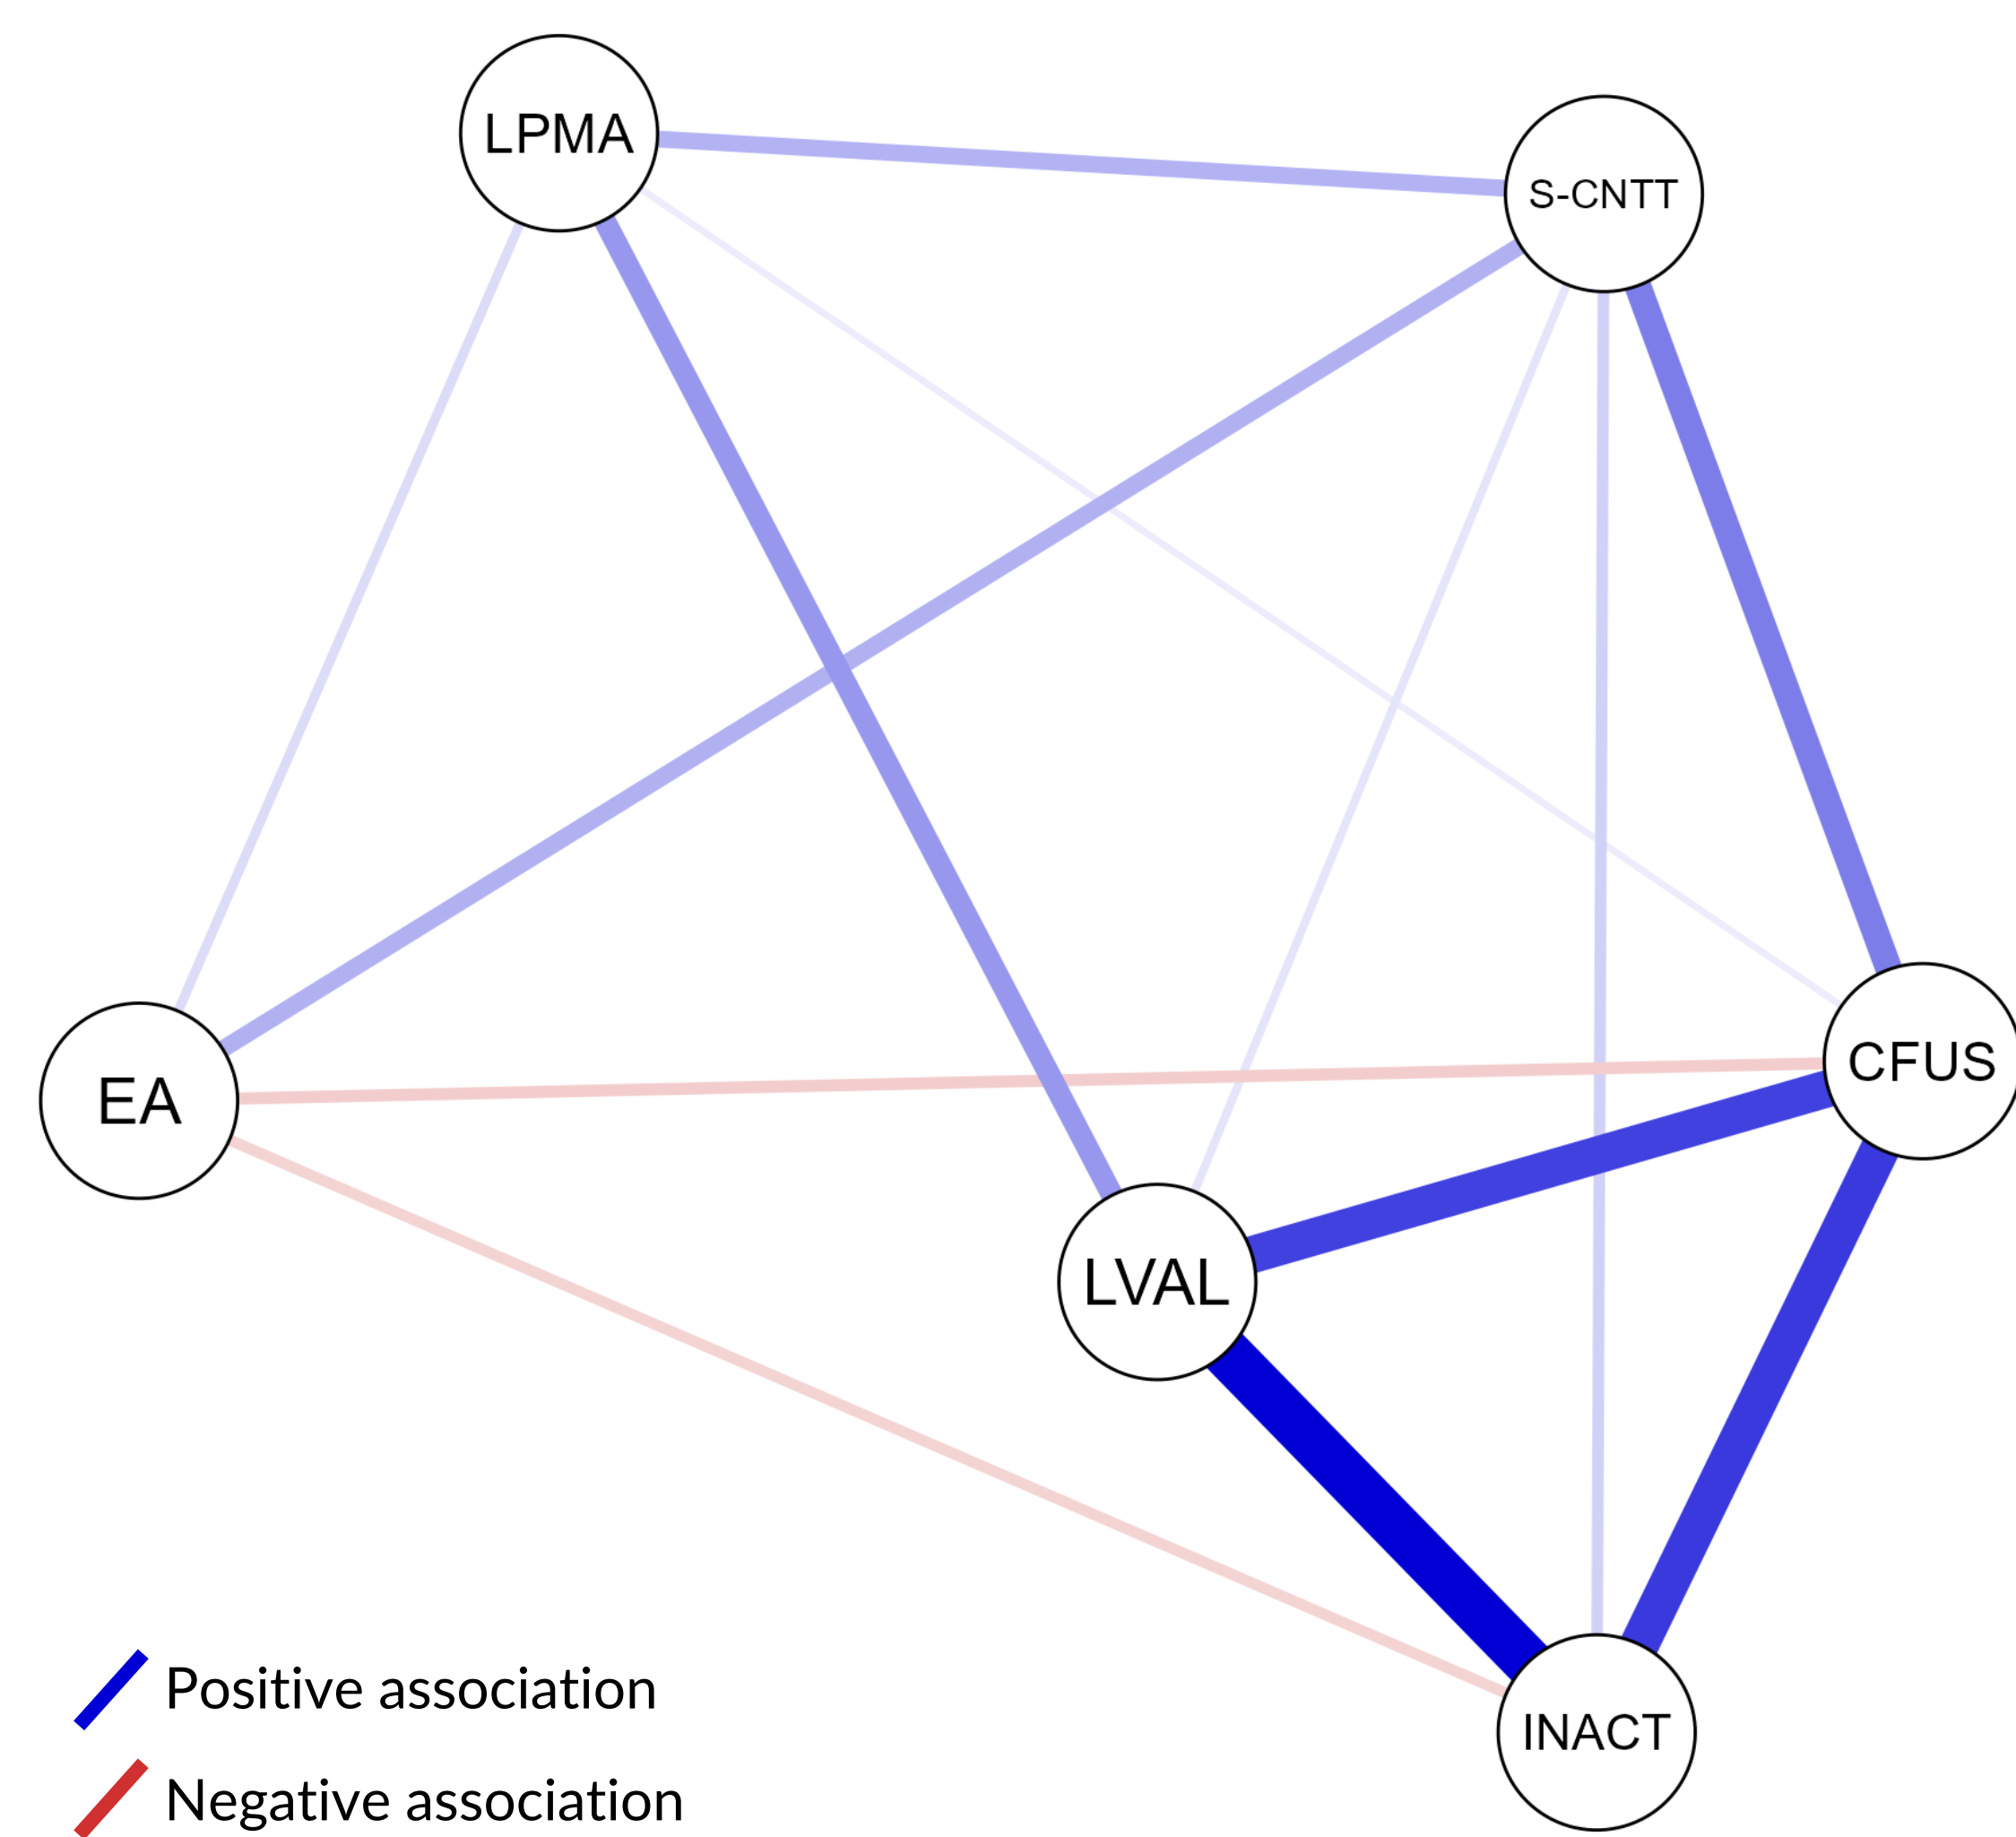 LPMA
S-CNTT
CFUS
EA
LVAL
INACT
Positive association
Negative association